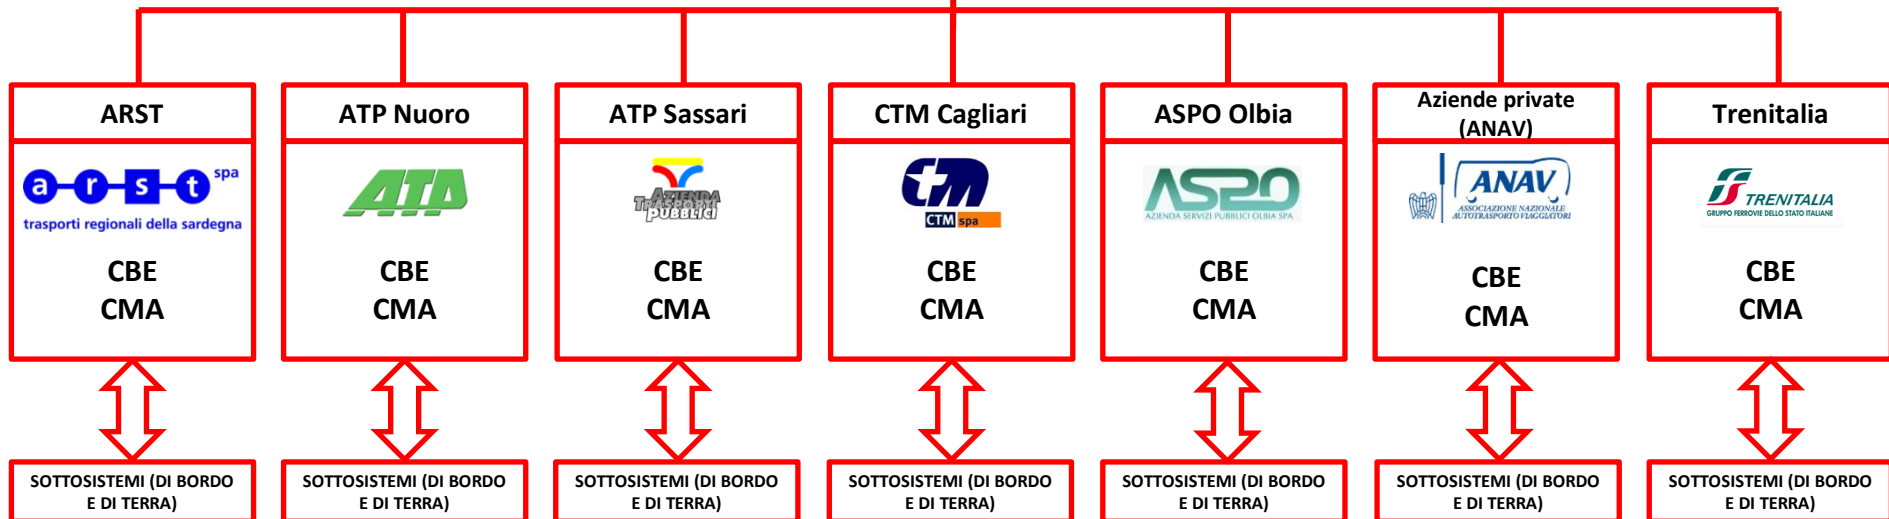 ARST
ATP Nuoro
ATP Sassari
CTM Cagliari
ASPO Olbia
Aziende private
(ANAV)
Trenitalia
a-r-s-t spa
trasporti regionali della sardegna
CBE
CMA
ATP
CBE
CMA
AZIENDA
TRASPORTI
PUBBLICI
CBE
CMA
tm
CTM spa
CBE
CMA
ASPO
AZIENDA SERVIZI PUBBLICI OLBIA SPA
CBE
CMA
ANAV
ASSOCIAZIONE NAZIONALE
AUTOTRASPORTO VIAGGIATORI
CBE
CMA
TRENITALIA
GRUPPO FERROVIE DELLO STATO ITALIANE
CBE
CMA
SOTTOSISTEMI (DI BORDO
E DI TERRA)
SOTTOSISTEMI (DI BORDO
E DI TERRA)
SOTTOSISTEMI (DI BORDO
E DI TERRA)
SOTTOSISTEMI (DI BORDO
E DI TERRA)
SOTTOSISTEMI (DI BORDO
E DI TERRA)
SOTTOSISTEMI (DI BORDO
E DI TERRA)
SOTTOSISTEMI (DI BORDO
E DI TERRA)